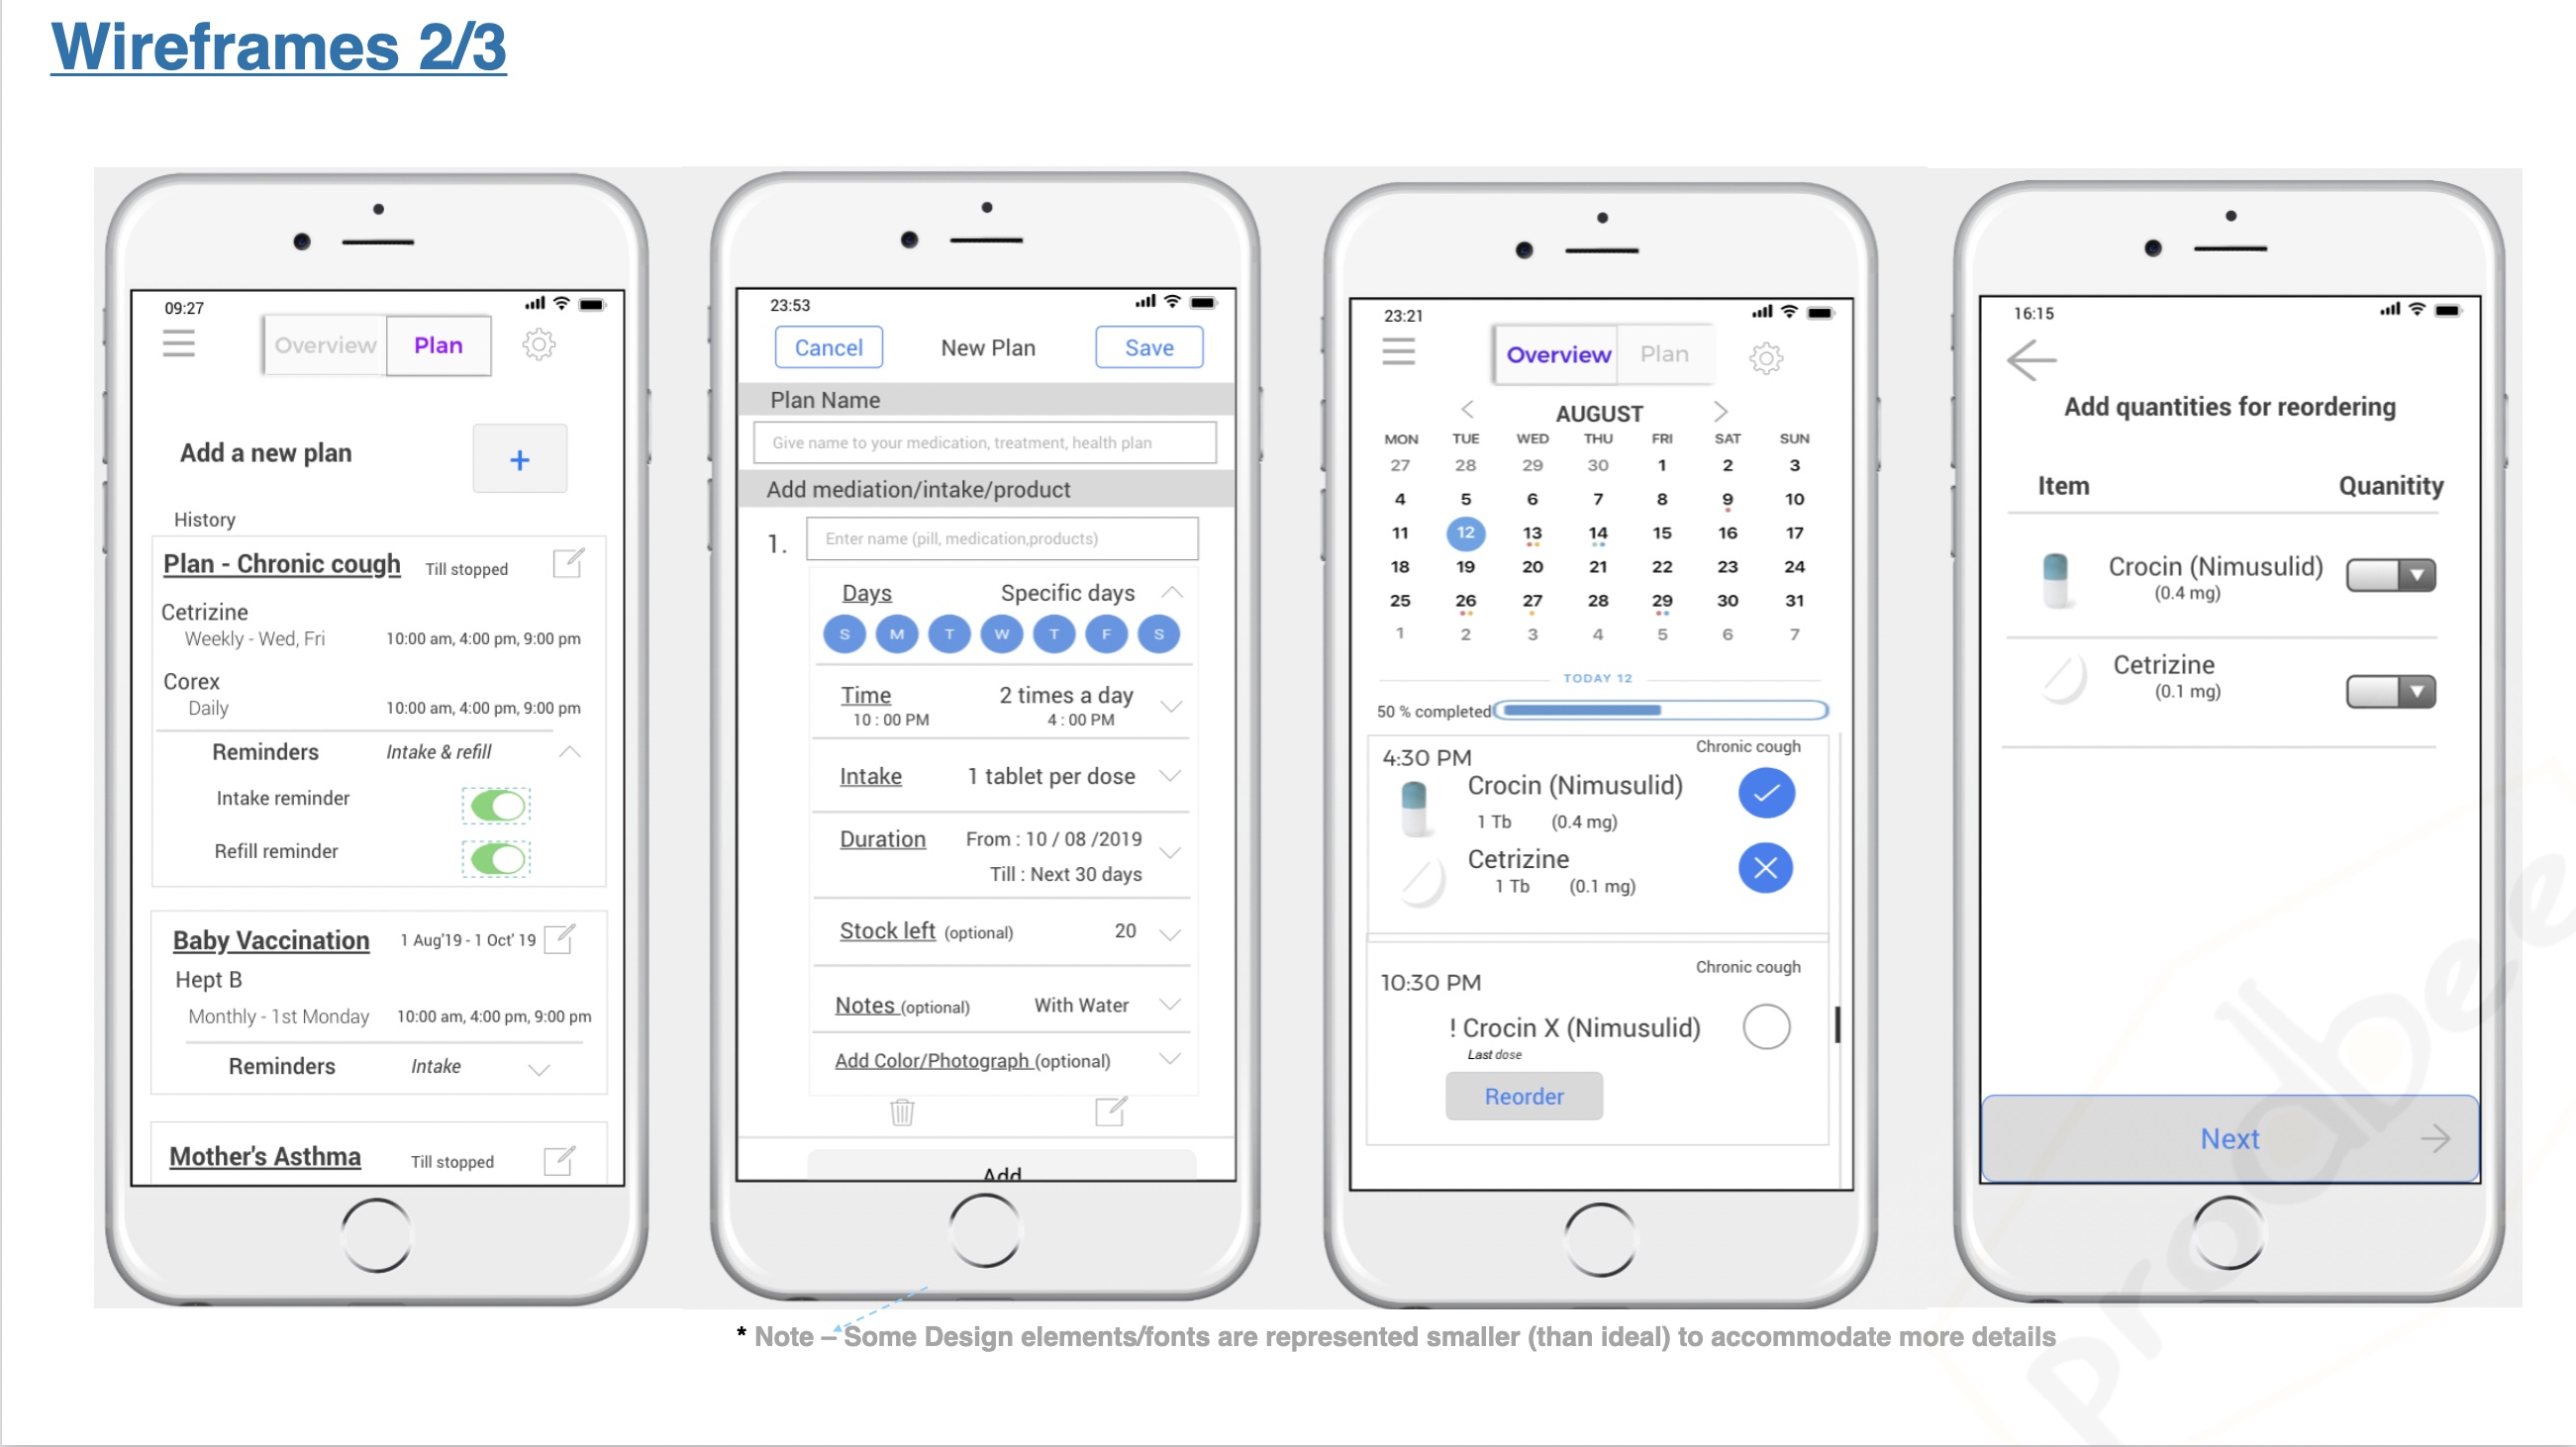 Wireframes 2/3
09:27
Overview Plan
Add a new plan +
History
Plan - Chronic cough Till stopped
Cetrizine
Weekly - Wed, Fri 10:00 am, 4:00 pm, 9:00 pm
Corex
Daily 10:00 am, 4:00 pm, 9:00 pm
Reminders Intake & refill
Intake reminder
Refill reminder
Baby Vaccination 1 Aug'19 - 1 Oct' 19
Hept B
Monthly - 1st Monday 10:00 am, 4:00 pm, 9:00 pm
Reminders Intake
Mother's Asthma Till stopped
23:53
Cancel New Plan Save
Plan Name
Give name to your medication, treatment, health plan
Add mediation/intake/product
1. Enter name (pill, medication,products)
Days Specific days
S M T W T F S
Time 2 times a day
10 : 00 PM 4 : 00 PM
Intake 1 tablet per dose
Duration From : 10 / 08 /2019
Till : Next 30 days
Stock left (optional) 20
Notes (optional) With Water
Add Color/Photograph (optional)
Add
23:21
Overview Plan
AUGUST
MON TUE WED THU FRI SAT SUN
27 28 29 30 1 2 3
4 5 6 7 8 9 10
11 12 13 14 15 16 17
18 19 20 21 22 23 24
25 26 27 28 29 30 31
1 2 3 4 5 6 7
TODAY 12
50 % completed
Chronic cough
4:30 PM
Crocin (Nimusulid)
1 Tb (0.4 mg)
Cetrizine
1 Tb (0.1 mg)
Chronic cough
10:30 PM
! Crocin X (Nimusulid)
Last dose
Reorder
16:15
Add quantities for reordering
Item Quanitity
Crocin (Nimusulid)
(0.4 mg)
Cetrizine
(0.1 mg)
Next
* Note – Some Design elements/fonts are represented smaller (than ideal) to accommodate more details
prodbee